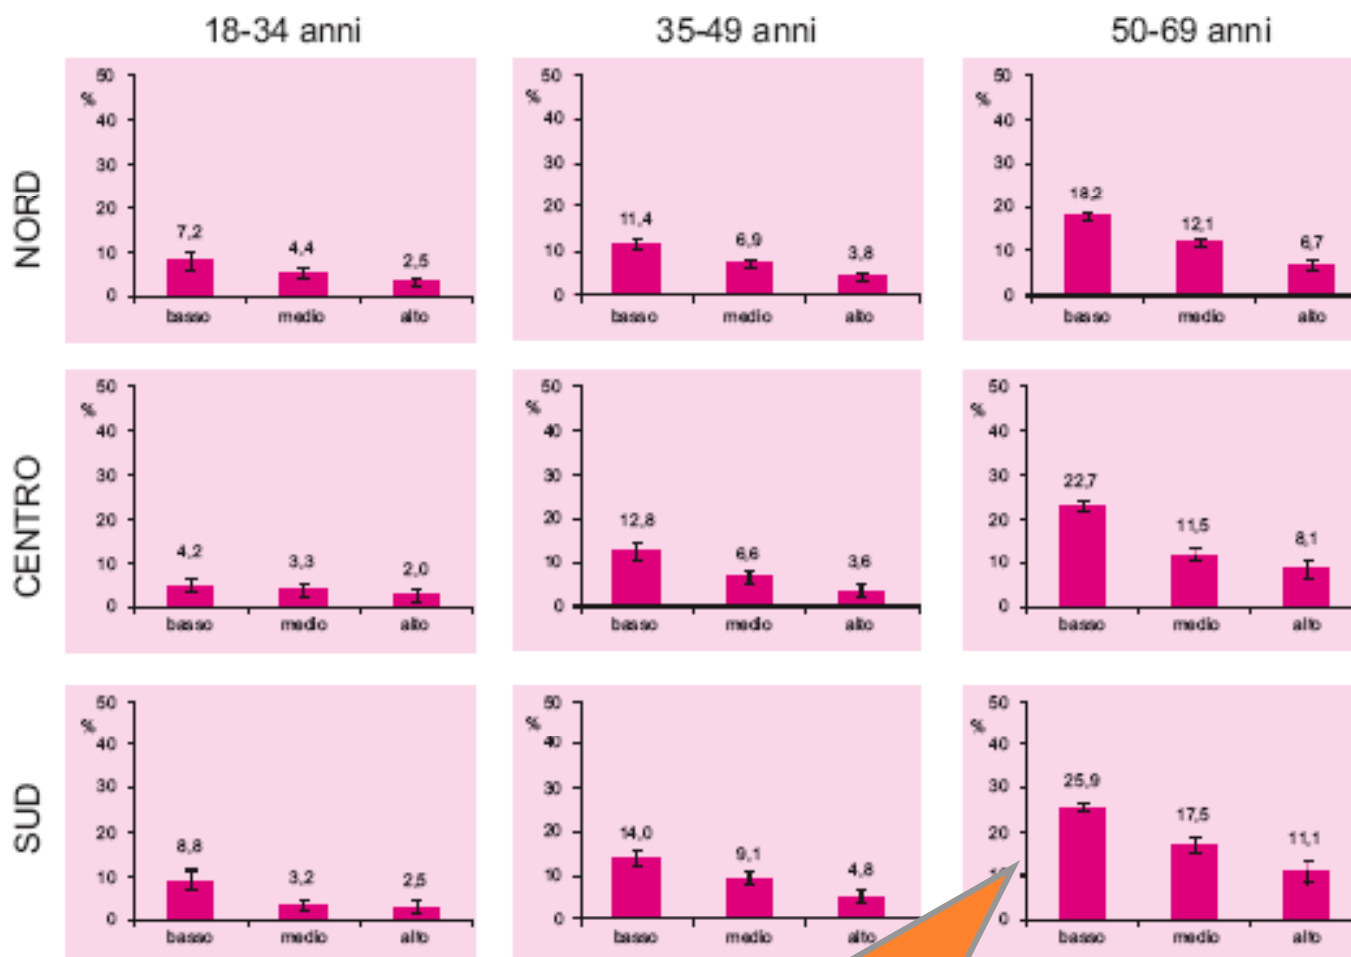 18-34 anni 35-49 anni 50-69 anni
NORD
50 % 40 30 20 10 0
7,2 4,4 2,5
basso medio alto
50 % 40 30 20 10 0
11,4 6,9 3,8
basso medio alto
50 % 40 30 20 10 0
18,2 12,1 6,7
basso medio alto
CENTRO
50 % 40 30 20 10 0
4,2 3,3 2,0
basso medio alto
50 % 40 30 20 10 0
12,8 6,6 3,6
basso medio alto
50 % 40 30 20 10 0
22,7 11,5 8,1
basso medio alto
SUD
50 % 40 30 20 10 0
8,8 3,2 2,5
basso medio alto
50 % 40 30 20 10 0
14,0 9,1 4,8
basso medio alto
50 % 40 30 20 0
25,9 17,5 11,1
basso medio alto